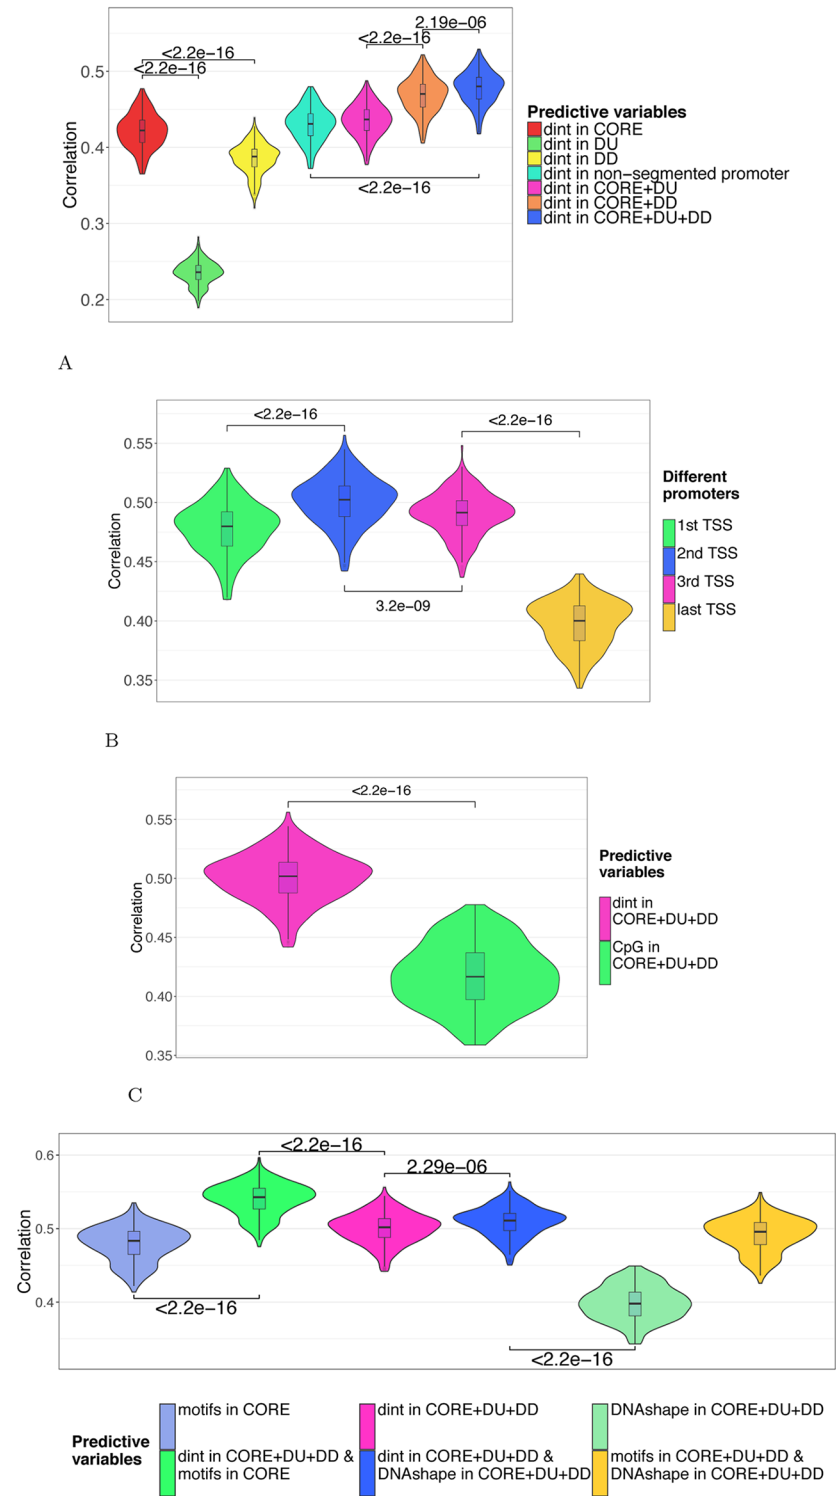 2.19e−06
<2.2e−16
<2.2e−16
<2.2e−16
0.5
0.4
0.3
0.2
Correlation
<2.2e−16
Predictive variables
dint in CORE
dint in DU
dint in DD
dint in non−segmented promoter
dint in CORE+DU
dint in CORE+DD
dint in CORE+DU+DD
A
<2.2e−16
<2.2e−16
0.55
0.50
0.45
0.40
0.35
Correlation
3.2e−09
Different
promoters
1st TSS
2nd TSS
3rd TSS
last TSS
B
<2.2e−16
0.55
0.50
0.45
0.40
0.35
Correlation
Predictive
variables
dint in
CORE+DU+DD
CpG in
CORE+DU+DD
C
<2.2e−16
2.29e−06
0.6
0.5
0.4
Correlation
<2.2e−16
<2.2e−16
Predictive
variables
motifs in CORE
dint in CORE+DU+DD &
motifs in CORE
dint in CORE+DU+DD
dint in CORE+DU+DD &
DNAshape in CORE+DU+DD
DNAshape in CORE+DU+DD
motifs in CORE+DU+DD &
DNAshape in CORE+DU+DD